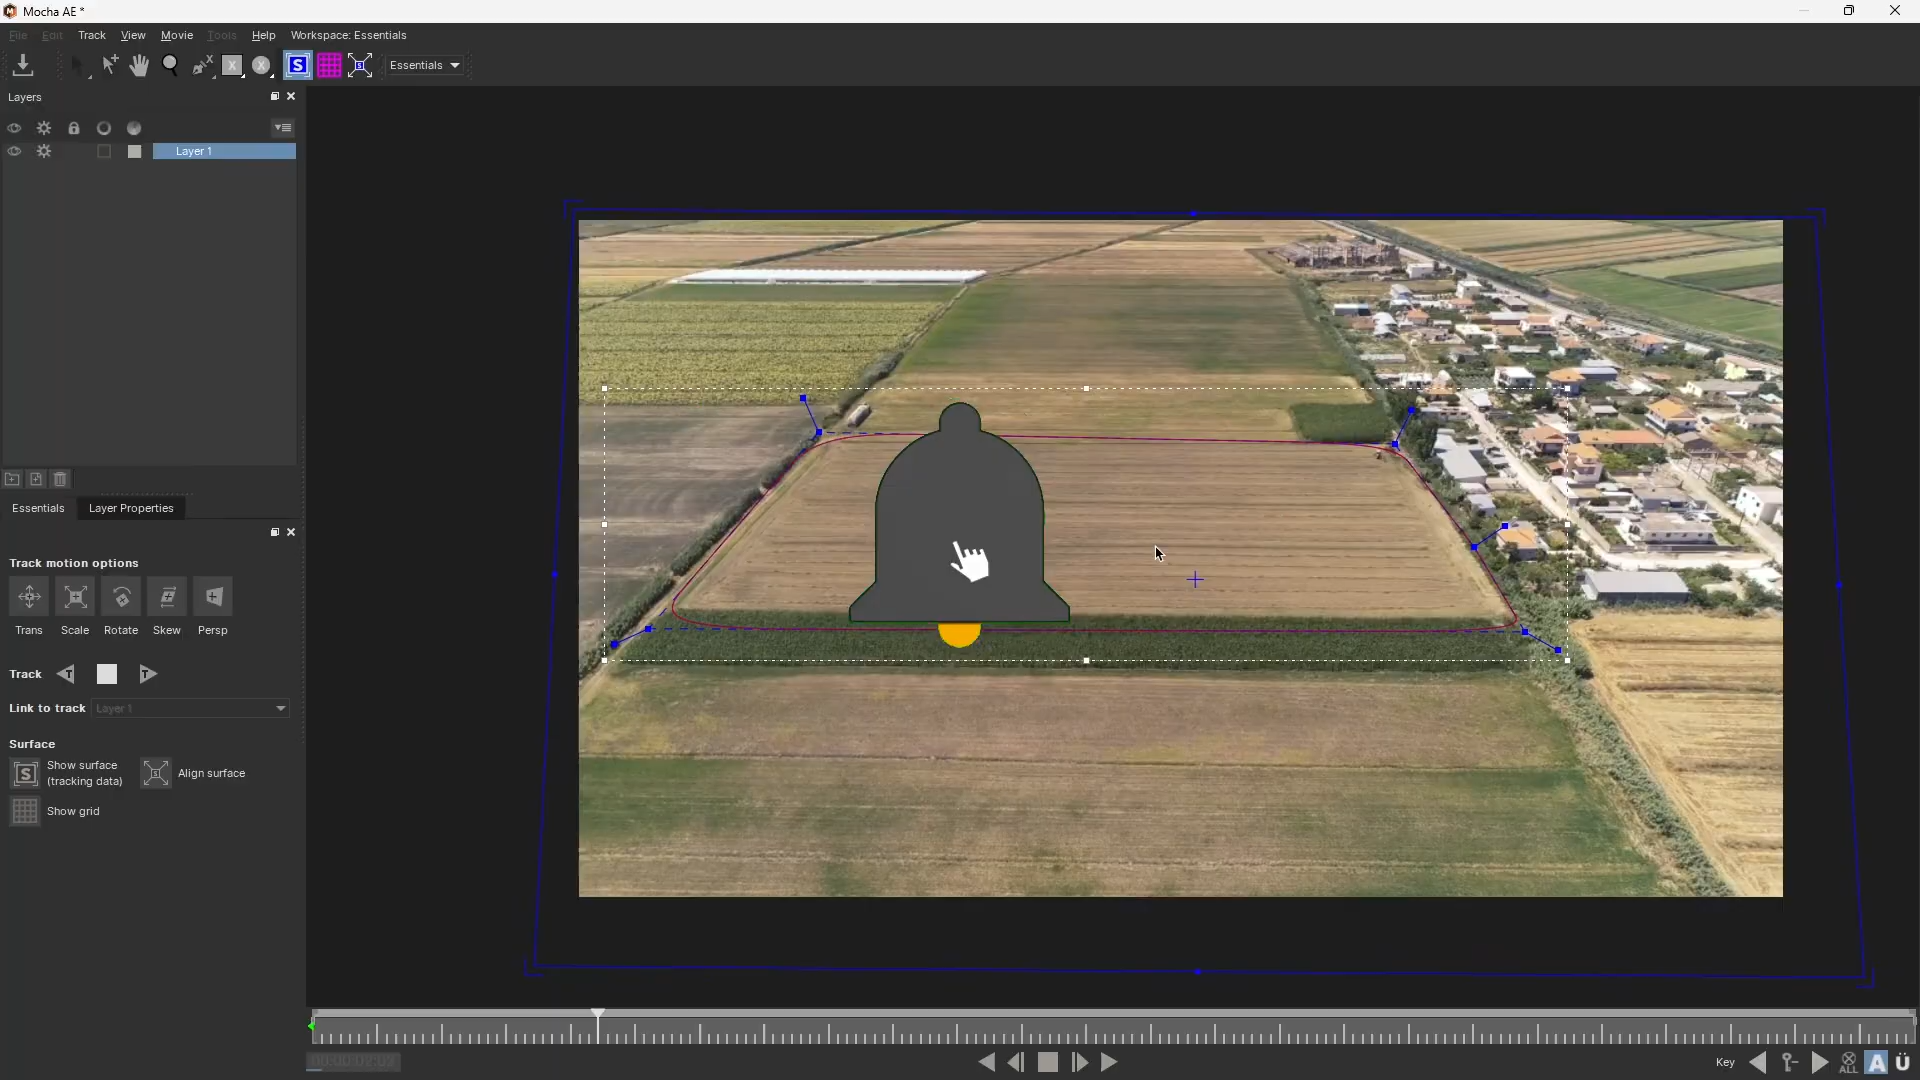 Mocha AE *
File Edit Track View Movie Tools Help Workspace: Essentials
S X X S Essentials
Layers
Layer 1
Essentials Layer Properties
Track motion options
Trans Scale Rotate Skew Persp
Track T T
Link to track Layer 1
Surface
S Show surface
(tracking data)
S Align surface
Show grid
Key ALL A Ü